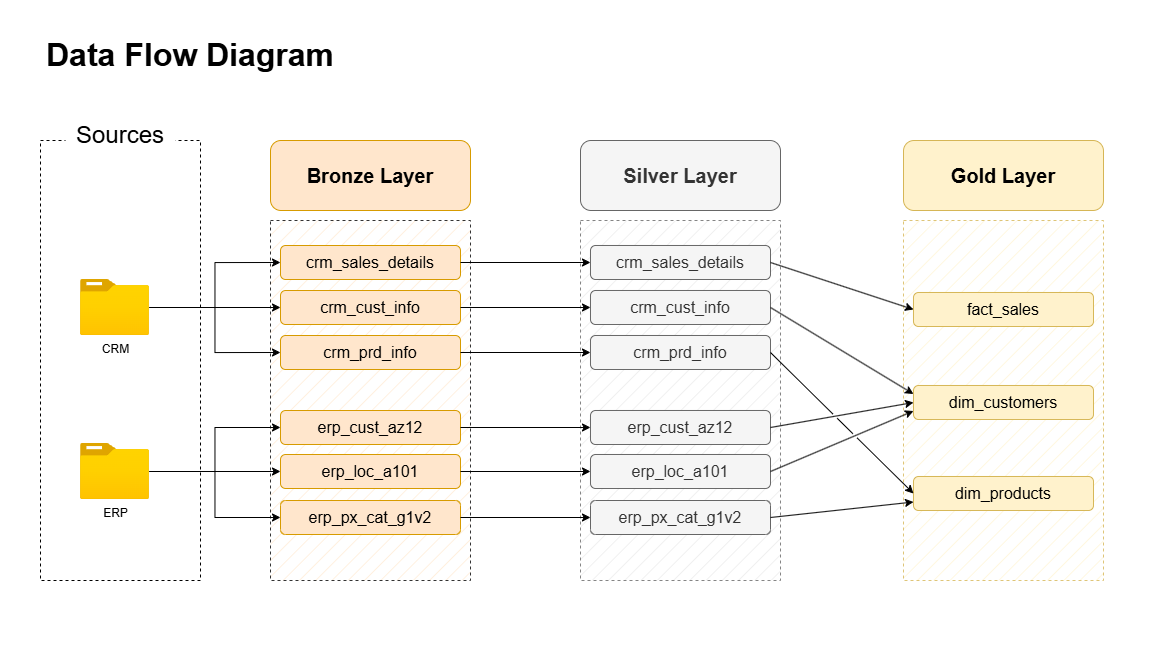 Data Flow Diagram
Sources
Bronze Layer
Silver Layer
Gold Layer
crm_sales_details
crm_sales_details
crm_cust_info
crm_cust_info
fact_sales
CRM
crm_prd_info
crm_prd_info
dim_customers
erp_cust_az12
erp_cust_az12
erp_loc_a101
erp_loc_a101
dim_products
ERP
erp_px_cat_g1v2
erp_px_cat_g1v2